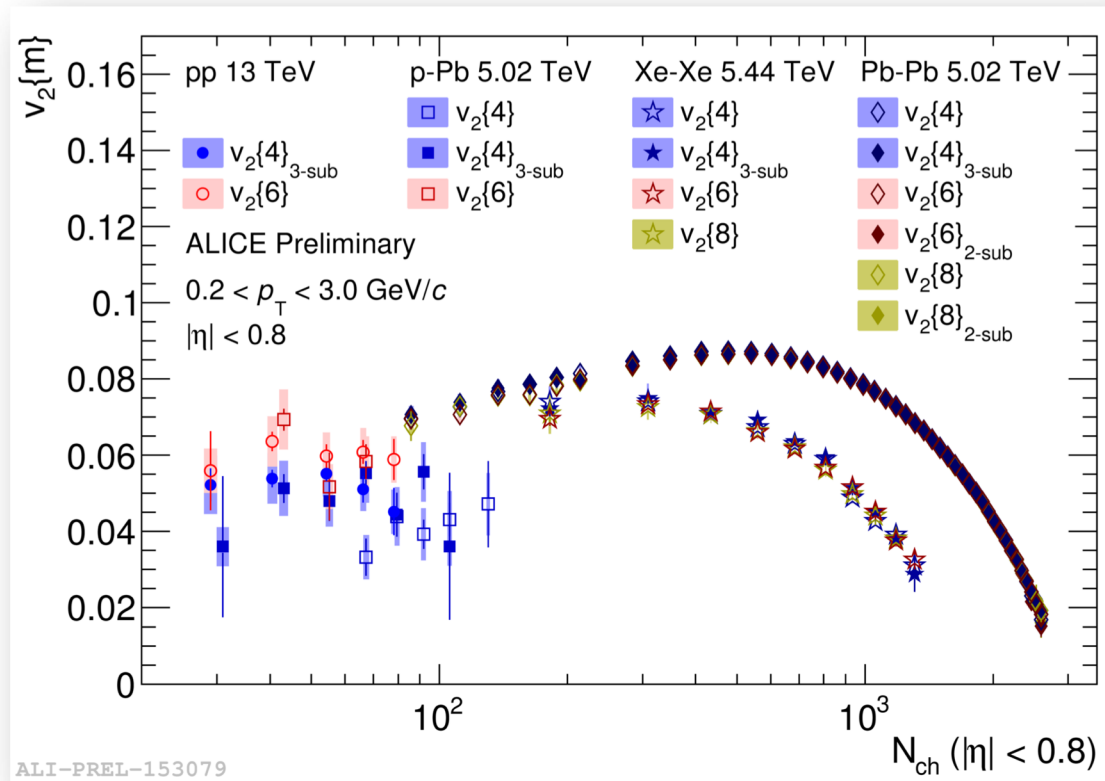 v₂{m}
0.16
0.14
0.12
0.1
0.08
0.06
0.04
0.02
0
pp 13 TeV
v₂{4}₃₋ₛᵤb
v₂{6}
p-Pb 5.02 TeV
v₂{4}
v₂{4}₃₋ₛᵤb
v₂{6}
Xe-Xe 5.44 TeV
v₂{4}
v₂{4}₃₋ₛᵤb
v₂{6}
v₂{8}
Pb-Pb 5.02 TeV
v₂{4}
v₂{4}₃₋ₛᵤb
v₂{6}
v₂{6}₂₋ₛᵤb
v₂{8}
v₂{8}₂₋ₛᵤb
ALICE Preliminary
0.2 < p_T < 3.0 GeV/c
|η| < 0.8
10²
10³
N_ch (|η| < 0.8)
ALI-PREL-153079